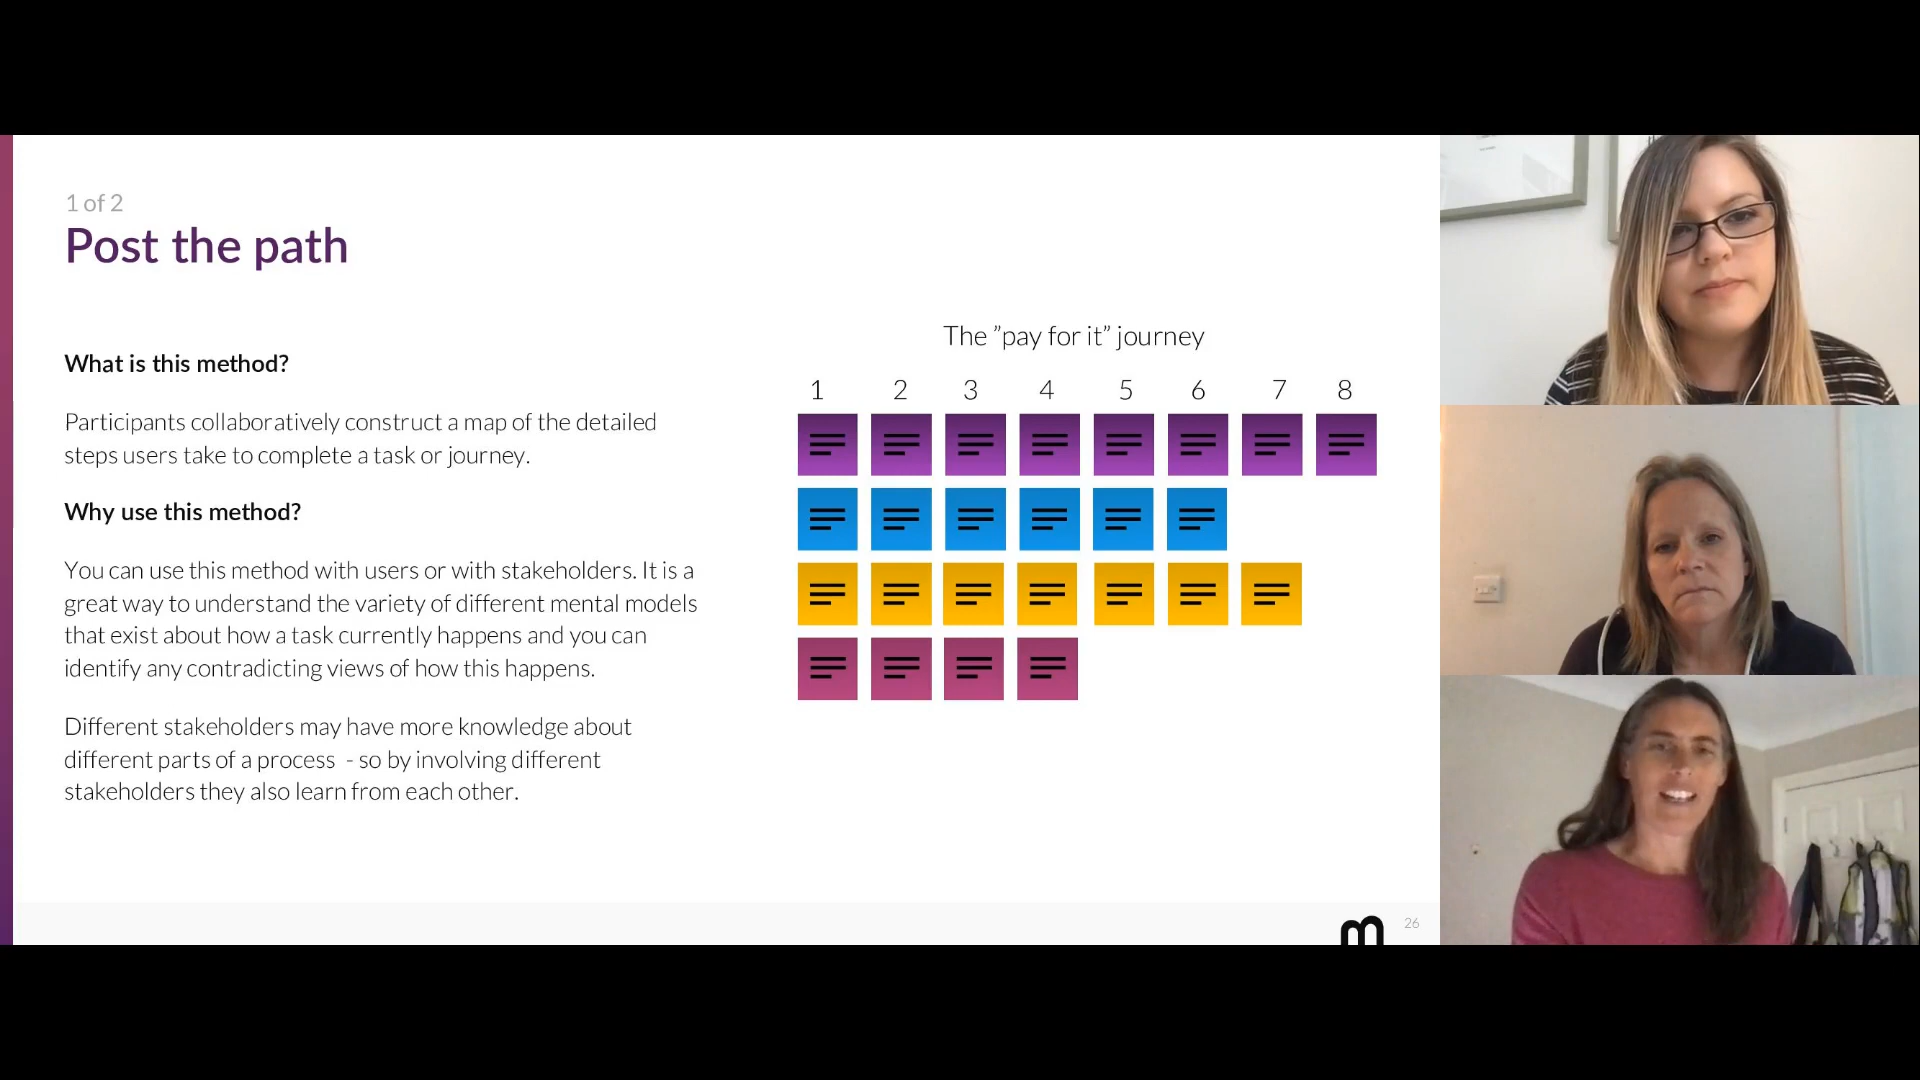 1 of 2
Post the path
What is this method?
Participants collaboratively construct a map of the detailed
steps users take to complete a task or journey.
Why use this method?
You can use this method with users or with stakeholders. It is a
great way to understand the variety of different mental models
that exist about how a task currently happens and you can
identify any contradicting views of how this happens.
Different stakeholders may have more knowledge about
different parts of a process - so by involving different
stakeholders they also learn from each other.
The ”pay for it” journey
1 2 3 4 5 6 7 8
m
26